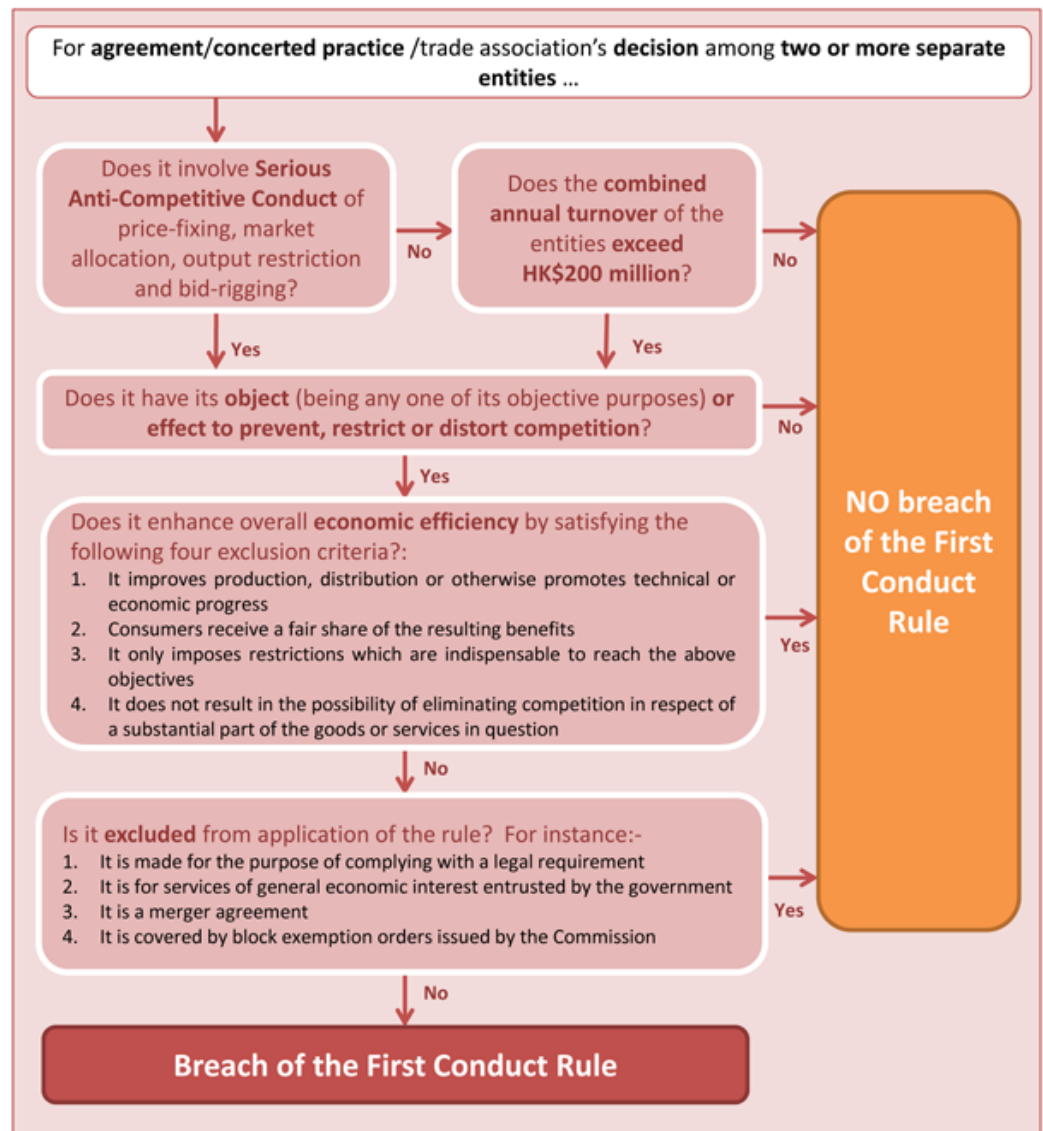 For agreement/concerted practice /trade association's decision among two or more separate
entities ...
Does it involve Serious
Anti-Competitive Conduct of
price-fixing, market
allocation, output restriction
and bid-rigging?
No
Does the combined
annual turnover of the
entities exceed
HK$200 million?
No
Yes
Yes
Does it have its object (being any one of its objective purposes) or
effect to prevent, restrict or distort competition?
No
Yes
Does it enhance overall economic efficiency by satisfying the
following four exclusion criteria?:
1. It improves production, distribution or otherwise promotes technical or
economic progress
2. Consumers receive a fair share of the resulting benefits
3. It only imposes restrictions which are indispensable to reach the above
objectives
4. It does not result in the possibility of eliminating competition in respect of
a substantial part of the goods or services in question
Yes
No
Is it excluded from application of the rule? For instance:-
1. It is made for the purpose of complying with a legal requirement
2. It is for services of general economic interest entrusted by the government
3. It is a merger agreement
4. It is covered by block exemption orders issued by the Commission
Yes
No
NO breach
of the First
Conduct
Rule
Breach of the First Conduct Rule